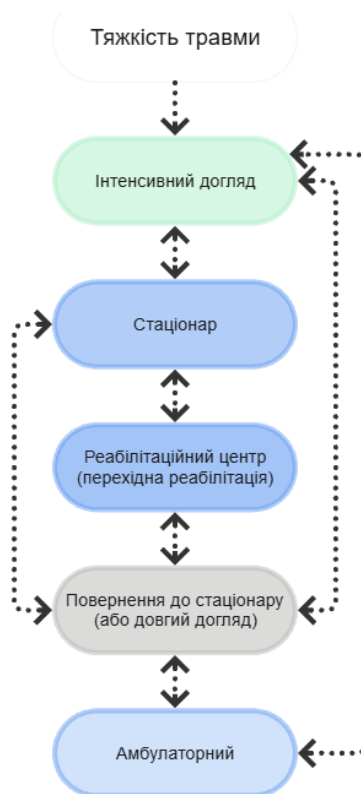 Тяжкість травми
Інтенсивний догляд
Стаціонар
Реабілітаційний центр
(перехідна реабілітація)
Повернення до стаціонару
(або довгий догляд)
Амбулаторний